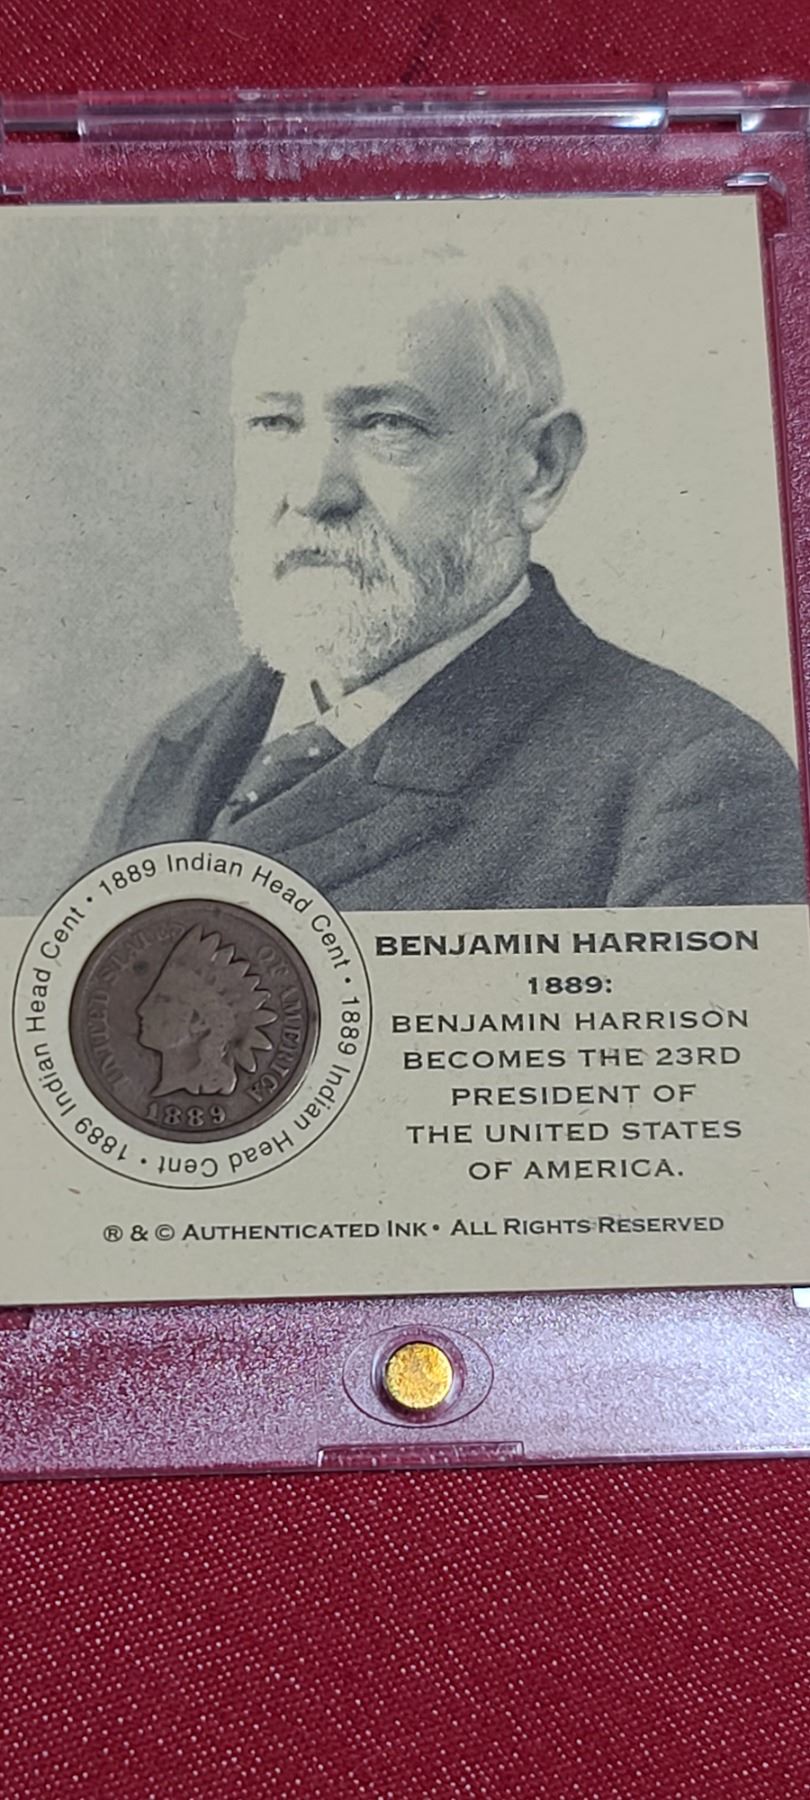 1889 Indian Head Cent • 1889 Indian Head Cent • 1889 Indian Head Cent •
UNITED STATES OF AMERICA
1889
BENJAMIN HARRISON
1889:
BENJAMIN HARRISON
BECOMES THE 23RD
PRESIDENT OF
THE UNITED STATES
OF AMERICA.
® & © AUTHENTICATED INK • ALL RIGHTS RESERVED